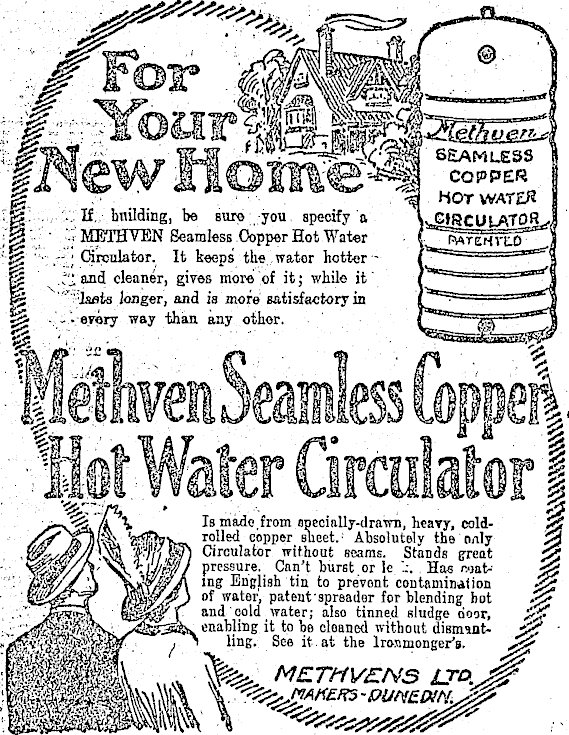 For
Your
New Home
Methven
SEAMLESS
COPPER
HOT WATER
CIRCULATOR
PATENTED
If building, be sure you specify a
METHVEN Seamless Copper Hot Water
Circulator. It keeps the water hotter
and cleaner, gives more of it; while it
lasts longer, and is more satisfactory in
every way than any other.
Methven Seamless Copper
Hot Water Circulator
Is made from specially-drawn, heavy, cold-
rolled copper sheet. Absolutely the only
Circulator without seams. Stands great
pressure. Can't burst or Has coat-
ing English tin to prevent contamination
of water, patent spreader for blending hot
and cold water; also tinned sludge door,
enabling it to be cleaned without dismant-
ling. See it at the Ironmonger's.
METHVENS LTD.
MAKERS-DUNEDIN.